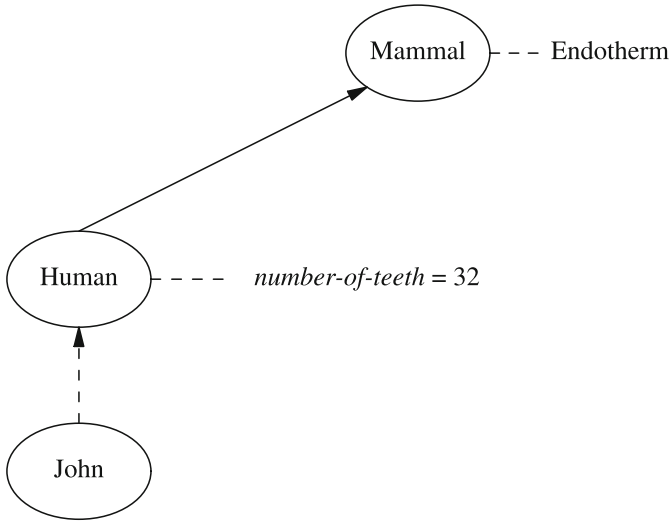 Mammal
Endotherm
Human
number-of-teeth = 32
John